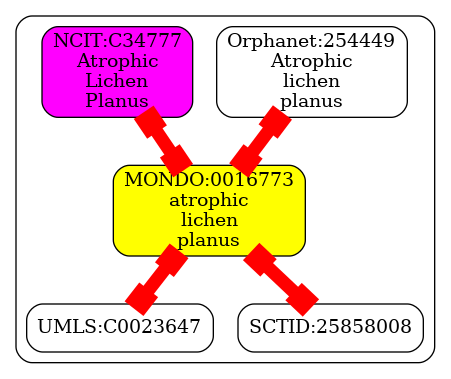 NCIT:C34777
Atrophic
Lichen
Planus
Orphanet:254449
Atrophic
lichen
planus
MONDO:0016773
atrophic
lichen
planus
UMLS:C0023647
SCTID:25858008